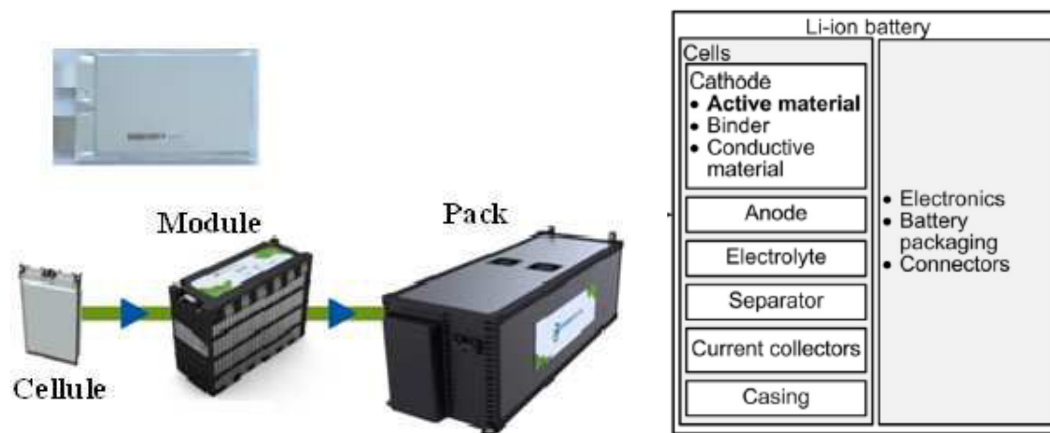 Module
Pack
Cellule
Li-ion battery
Cells
Cathode
• Active material
• Binder
• Conductive
material
Anode
Electrolyte
Separator
Current collectors
Casing
• Electronics
• Battery
packaging
• Connectors